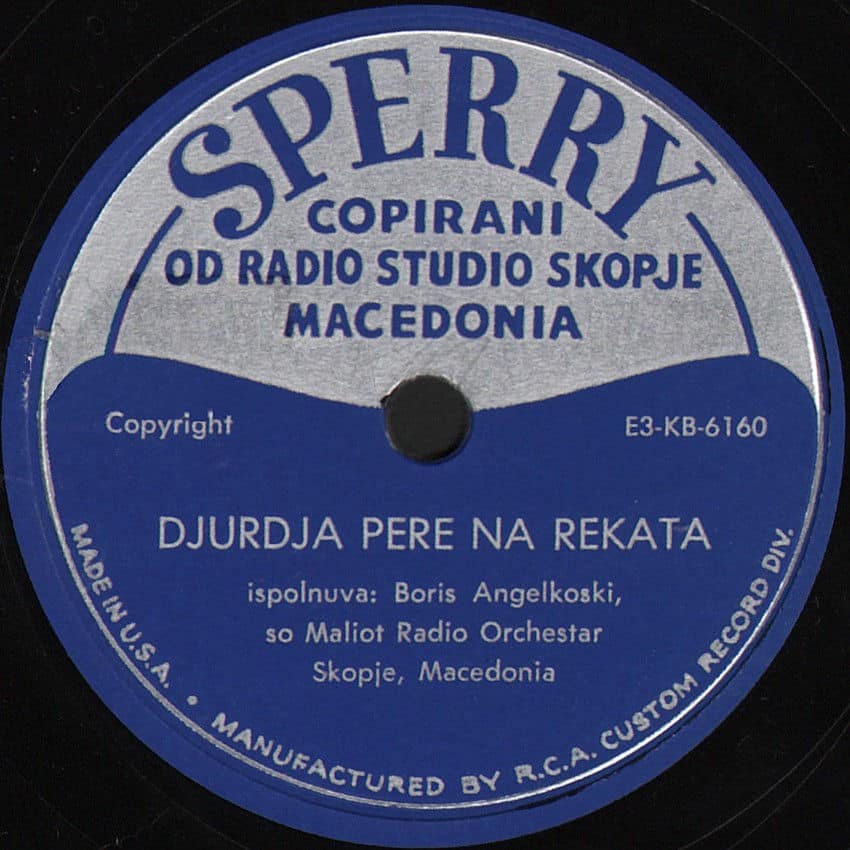 SPERRY
COPIRANI
OD RADIO STUDIO SKOPJE
MACEDONIA
Copyright
E3-KB-6160
DJURDJA PERE NA REKATA
ispolnuva: Boris Angelkoski,
so Maliot Radio Orchestar
Skopje, Macedonia
MADE IN U.S.A. • MANUFACTURED BY R.C.A. CUSTOM RECORD DIV.